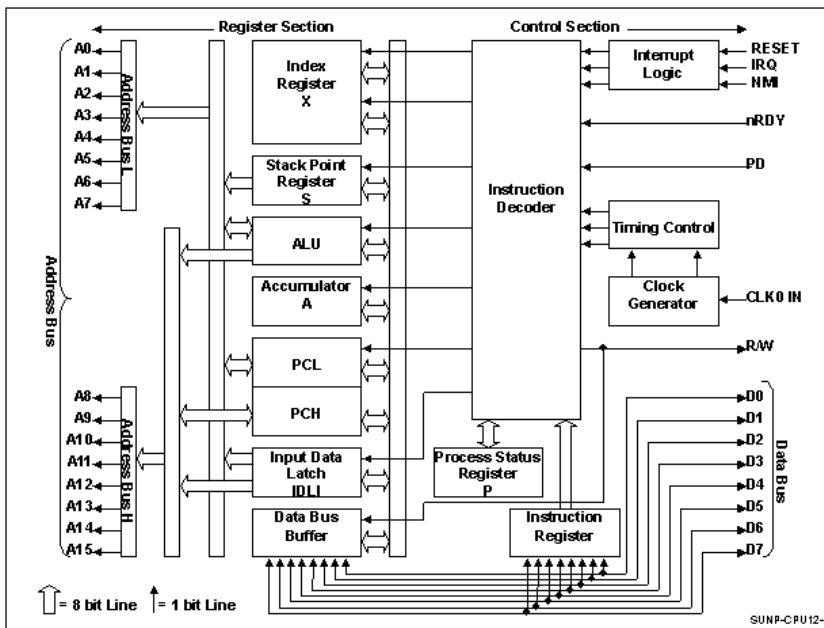 Register Section
Control Section
A0
A1
A2
A3
A4
A5
A6
A7
Address Bus L
Address Bus
A8
A9
A10
A11
A12
A13
A14
A15
Address Bus H
Index
Register
X
Stack Point
Register
S
ALU
Accumulator
A
PCL
PCH
Input Data
Latch
IDLI
Data Bus
Buffer
Instruction
Decoder
Process Status
Register
P
Instruction
Register
Interrupt
Logic
Timing Control
Clock
Generator
RESET
IRQ
NMI
nRDY
PD
CLK0 IN
R/W
D0
D1
D2
D3
D4
D5
D6
D7
Data Bus
= 8 bit Line
= 1 bit Line
SUNP-CPU12-